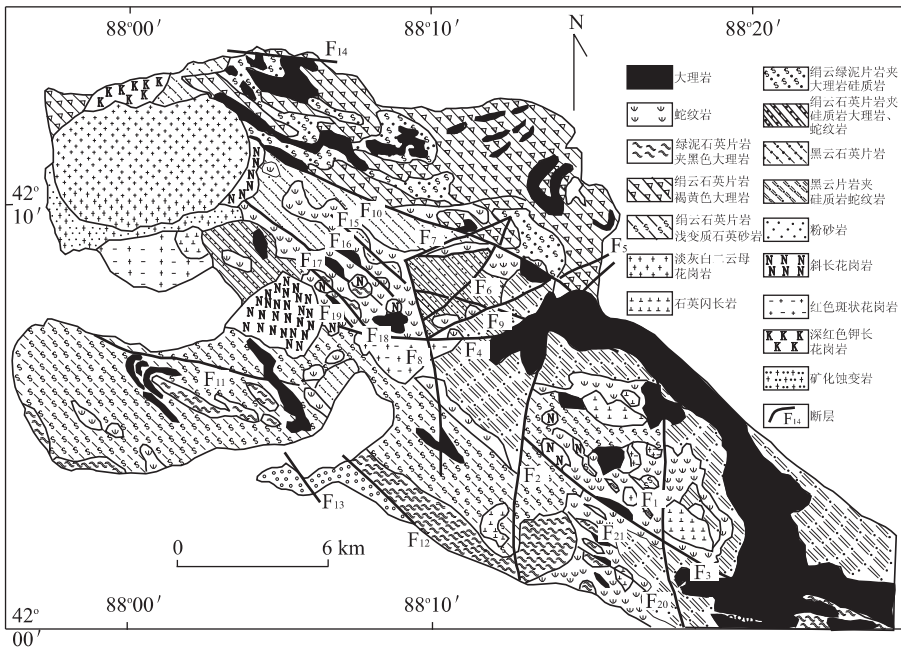 88°00′
88°10′
88°20′
N
F14
大理岩
蛇纹岩
绿泥石英片岩
夹黑色大理岩
绢云石英片岩
褐黄色大理岩
绢云石英片岩
浅变质石英砂岩
淡灰白二云母
花岗岩
石英闪长岩
绢云绿泥片岩夹
大理岩硅质岩
绢云石英片岩夹
硅质岩大理岩、
蛇纹岩
黑云石英片岩
黑云片岩夹
硅质岩蛇纹岩
粉砂岩
斜长花岗岩
红色斑状花岗岩
深红色钾长
花岗岩
矿化蚀变岩
F14
断层
42°
10′
F10
F15
F16
F7
F5
F17
F6
F19
F9
F18
F8
F4
F11
F2
F1
F13
F12
F21
F3
F20
0
6 km
42°
00′
88°00′
88°10′